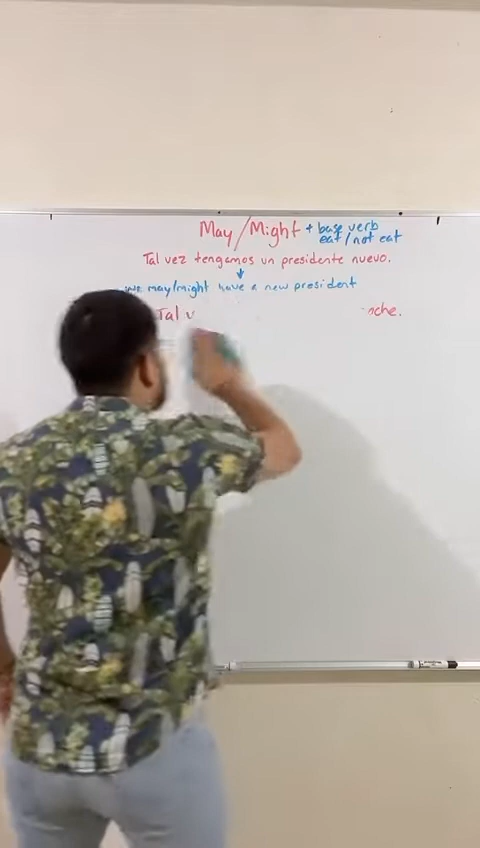 May/Might + base verb
eat/not eat
Tal vez tengamos un presidente nuevo.
we may/might have a new president
Tal